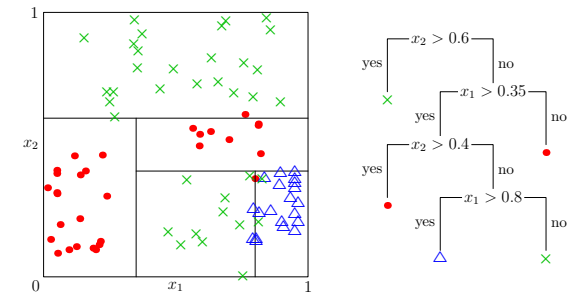 1
x₂
0
x₁
1
x₂ > 0.6
yes
no
x₁ > 0.35
yes
no
x₂ > 0.4
yes
no
x₁ > 0.8
yes
no